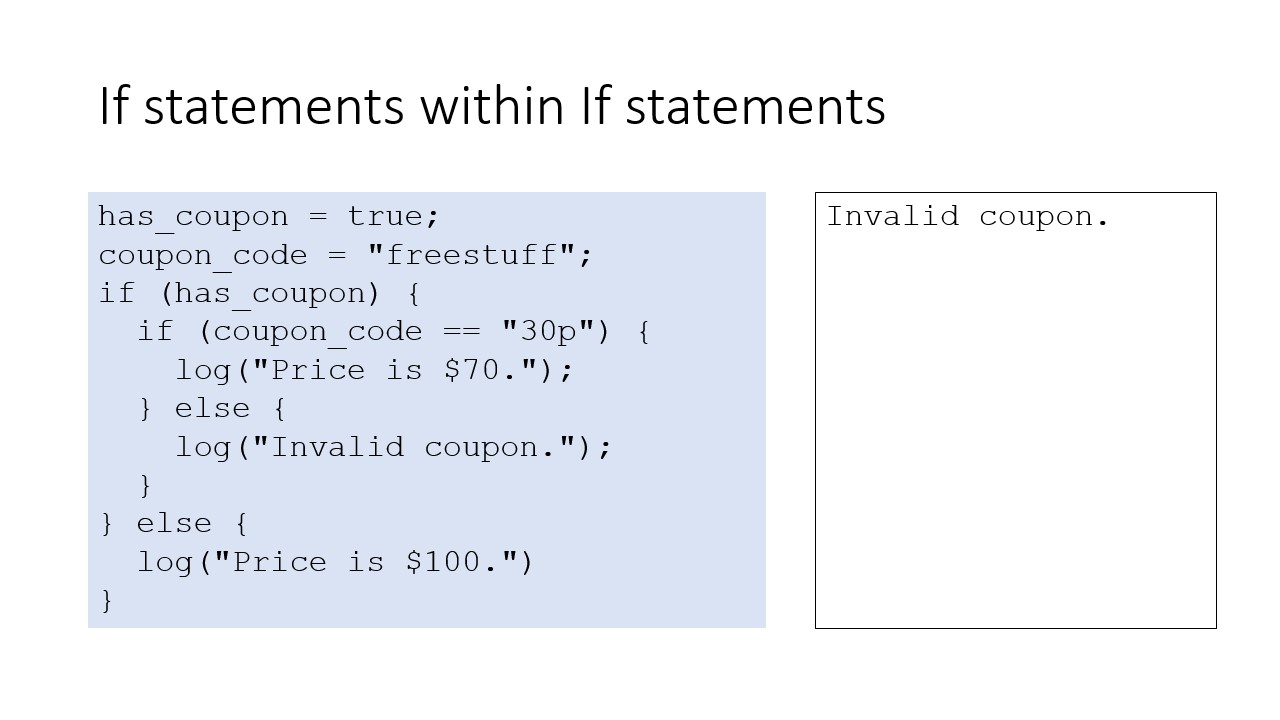 If statements within If statements
has_coupon = true;
coupon_code = "freestuff";
if (has_coupon) {
  if (coupon_code == "30p") {
    log("Price is $70.");
  } else {
    log("Invalid coupon.");
  }
} else {
  log("Price is $100.")
}
Invalid coupon.